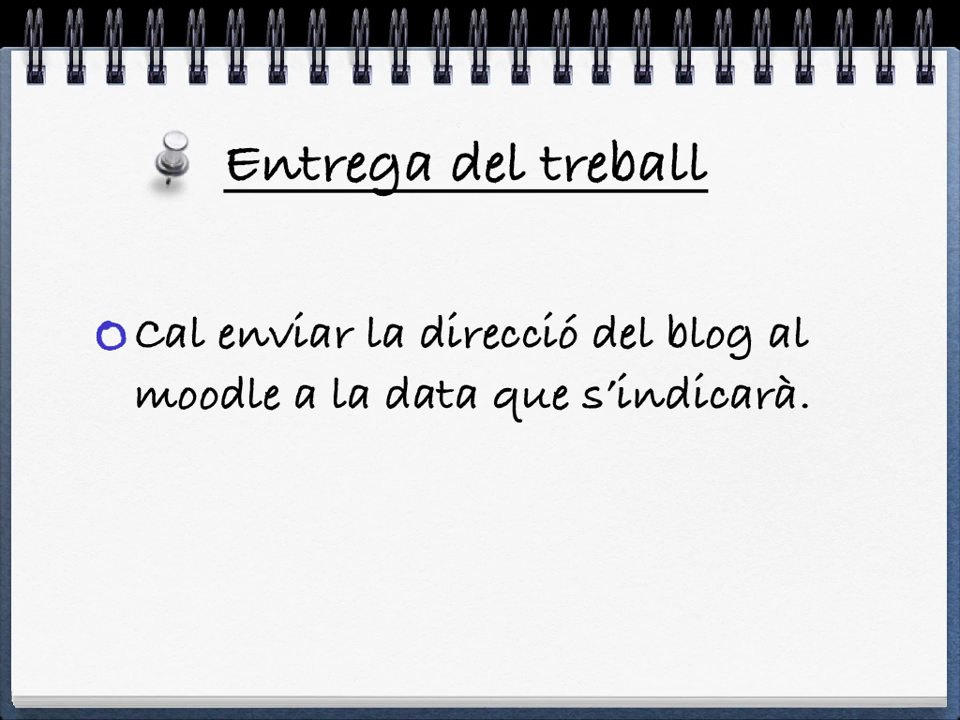 Entrega del treball
Cal enviar la direcció del blog al
moodle a la data que s’indicarà.